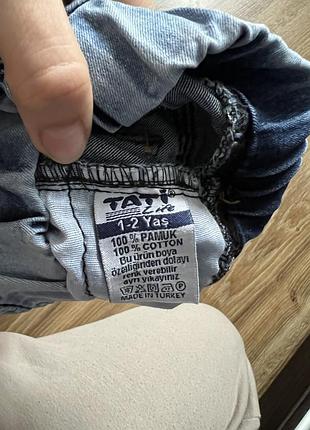 TATİ
Life
1-2 Yaş
100 % PAMUK
100 % COTTON
Bu ürün boya
özelliğinden dolayı
renk verebilir
ayrı yıkayınız
MADE IN TURKEY